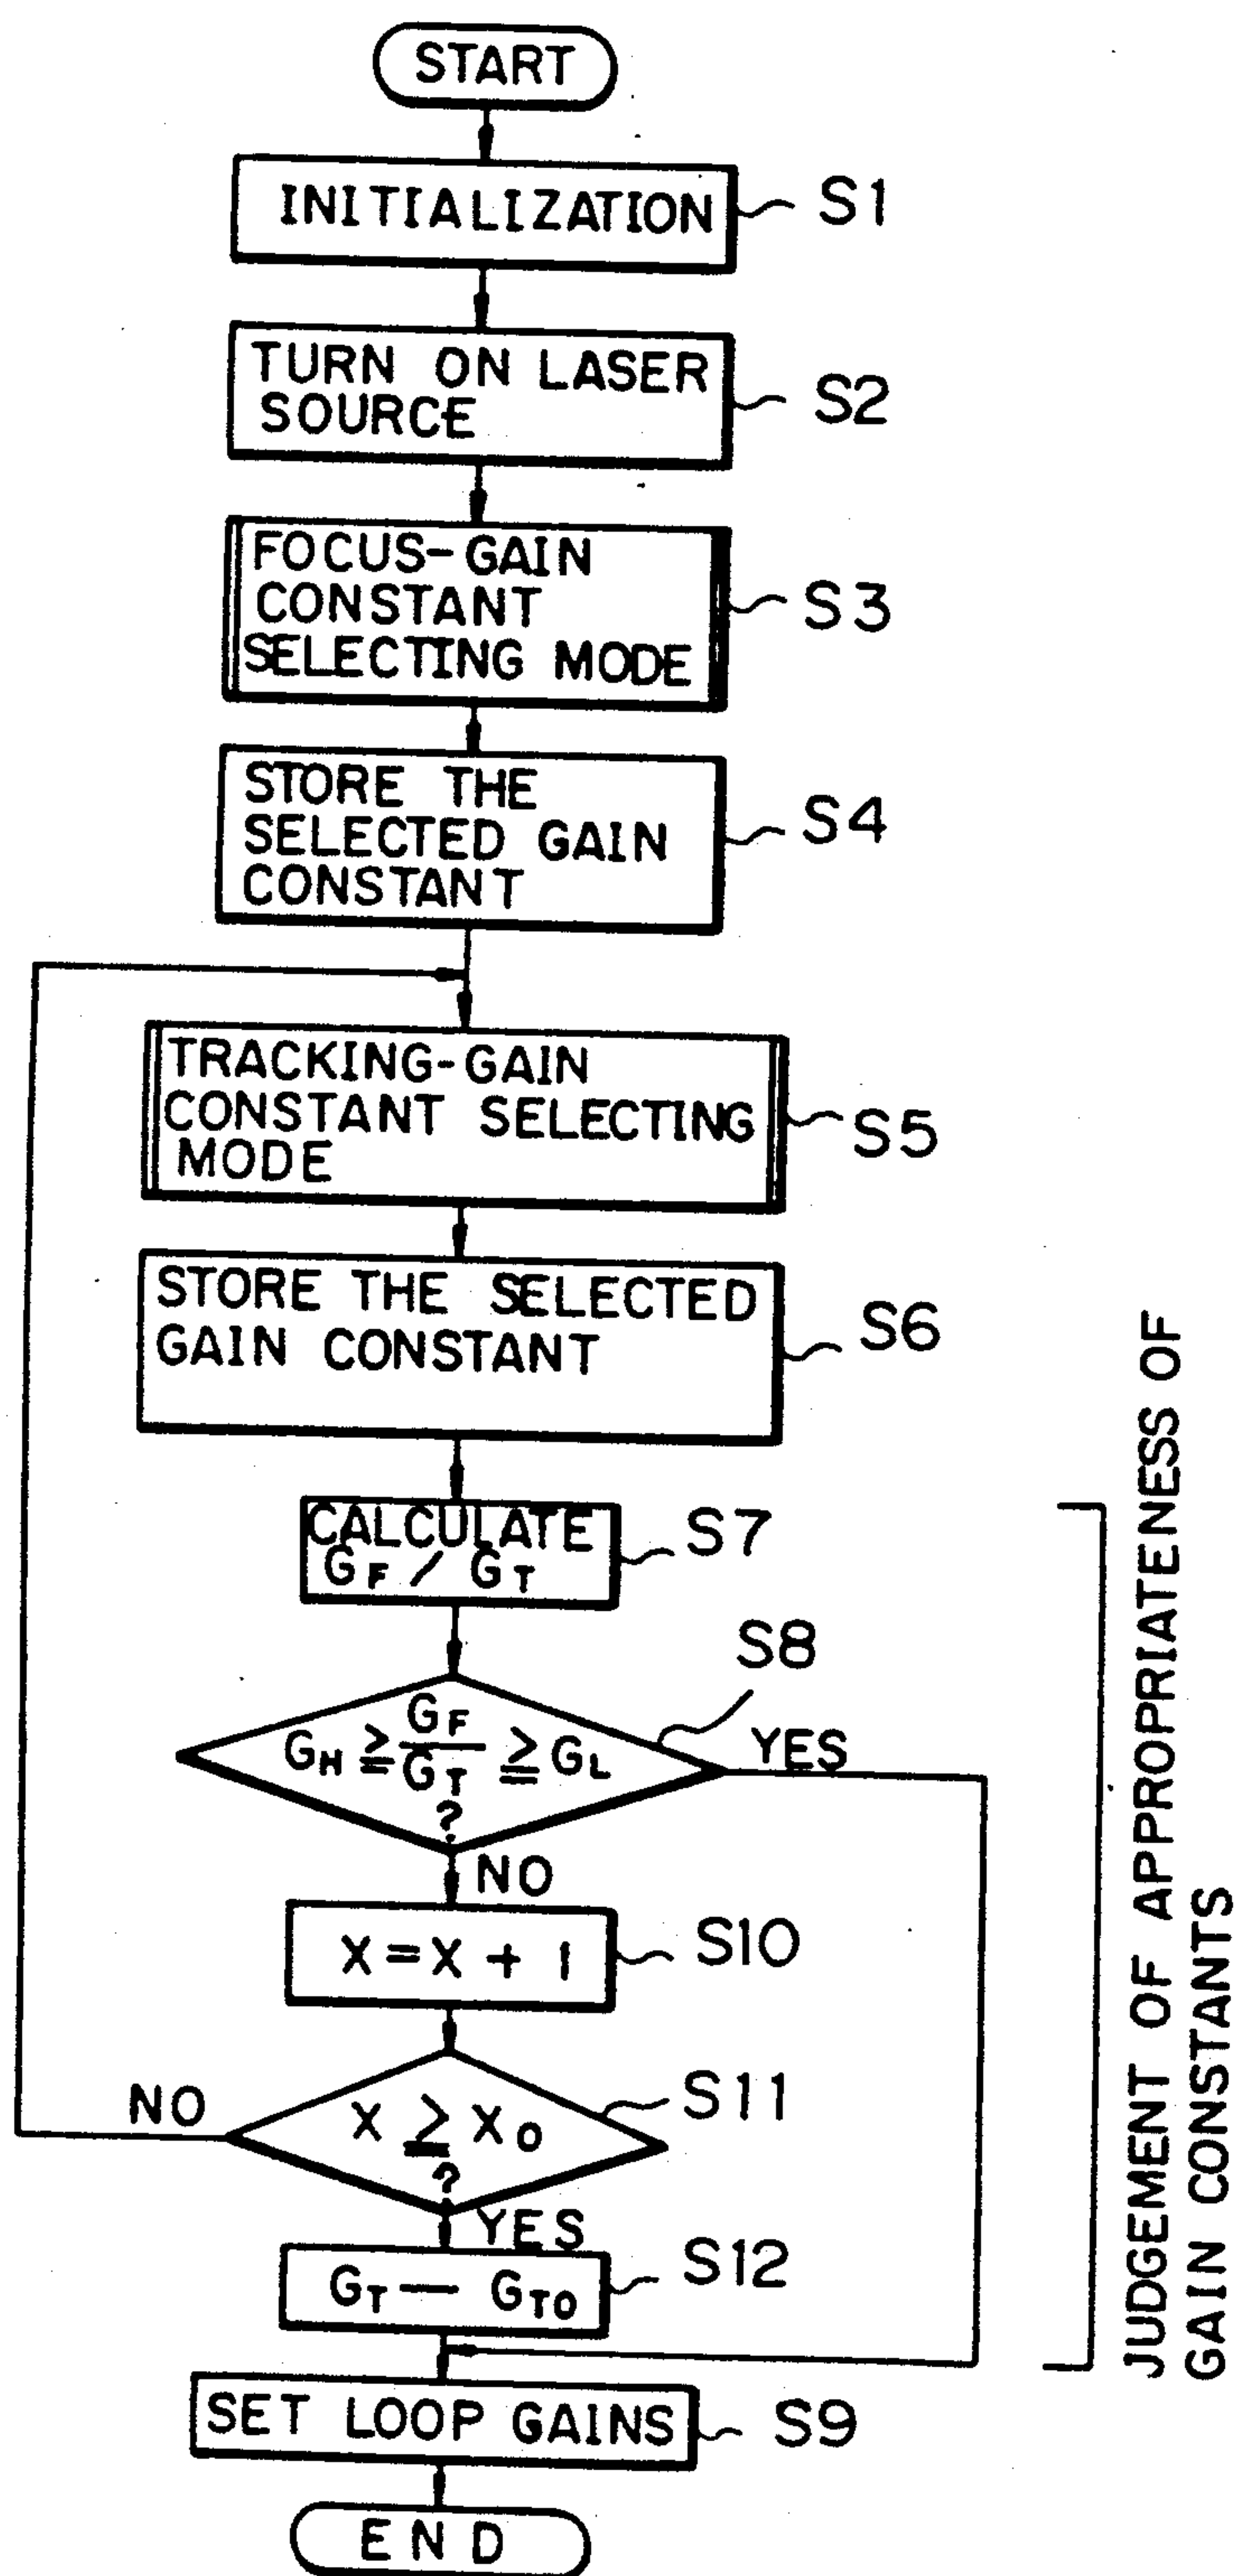 START
INITIALIZATION
S1
TURN ON LASER
SOURCE
S2
FOCUS-GAIN
CONSTANT
SELECTING MODE
S3
STORE THE
SELECTED GAIN
CONSTANT
S4
TRACKING-GAIN
CONSTANT SELECTING
MODE
S5
STORE THE SELECTED
GAIN CONSTANT
S6
CALCULATE
GF / GT
S7
S8
GH ≧ GF/GT ≧ GL
?
YES
NO
X = X + 1
S10
X ≧ X0
?
S11
NO
YES
GT — GT0
S12
SET LOOP GAINS
S9
END
JUDGEMENT OF APPROPRIATENESS OF
GAIN CONSTANTS